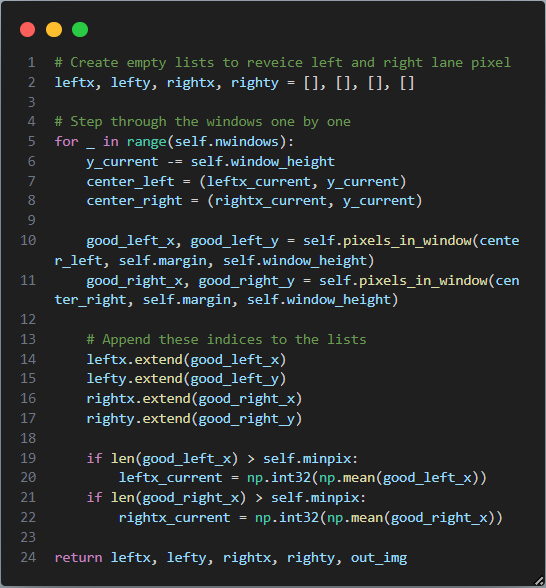 1 # Create empty lists to reveice left and right lane pixel
2 leftx, lefty, rightx, righty = [], [], [], []
3
4 # Step through the windows one by one
5 for _ in range(self.nwindows):
6     y_current -= self.window_height
7     center_left = (leftx_current, y_current)
8     center_right = (rightx_current, y_current)
9
10     good_left_x, good_left_y = self.pixels_in_window(cente
r_left, self.margin, self.window_height)
11     good_right_x, good_right_y = self.pixels_in_window(cen
ter_right, self.margin, self.window_height)
12
13     # Append these indices to the lists
14     leftx.extend(good_left_x)
15     lefty.extend(good_left_y)
16     rightx.extend(good_right_x)
17     righty.extend(good_right_y)
18
19     if len(good_left_x) > self.minpix:
20         leftx_current = np.int32(np.mean(good_left_x))
21     if len(good_right_x) > self.minpix:
22         rightx_current = np.int32(np.mean(good_right_x))
23
24 return leftx, lefty, rightx, righty, out_img